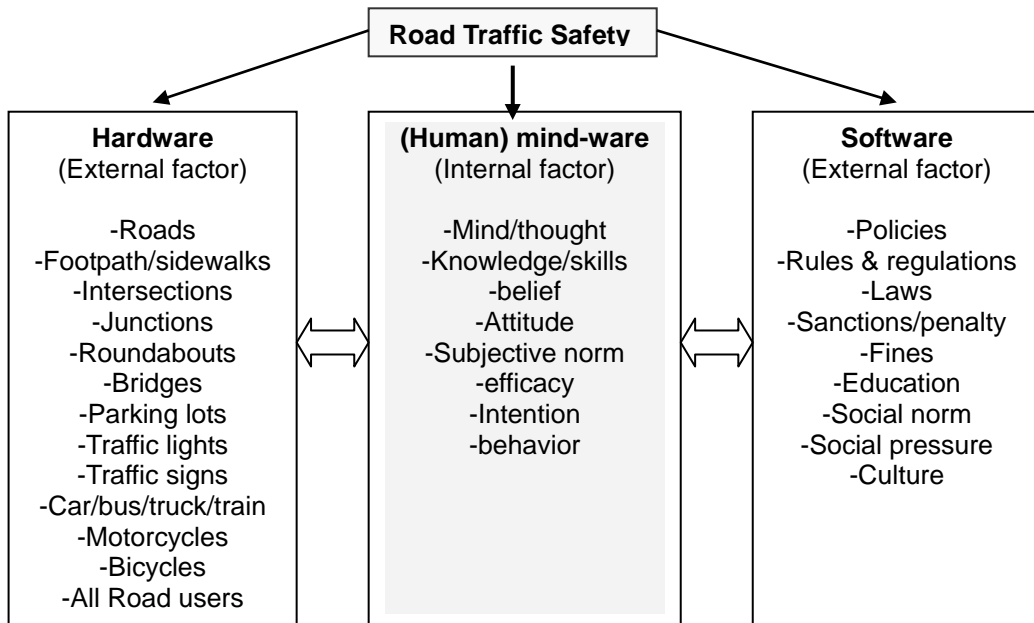 Road Traffic Safety
Hardware
(External factor)
-Roads
-Footpath/sidewalks
-Intersections
-Junctions
-Roundabouts
-Bridges
-Parking lots
-Traffic lights
-Traffic signs
-Car/bus/truck/train
-Motorcycles
-Bicycles
-All Road users
(Human) mind-ware
(Internal factor)
-Mind/thought
-Knowledge/skills
-belief
-Attitude
-Subjective norm
-efficacy
-Intention
-behavior
Software
(External factor)
-Policies
-Rules & regulations
-Laws
-Sanctions/penalty
-Fines
-Education
-Social norm
-Social pressure
-Culture